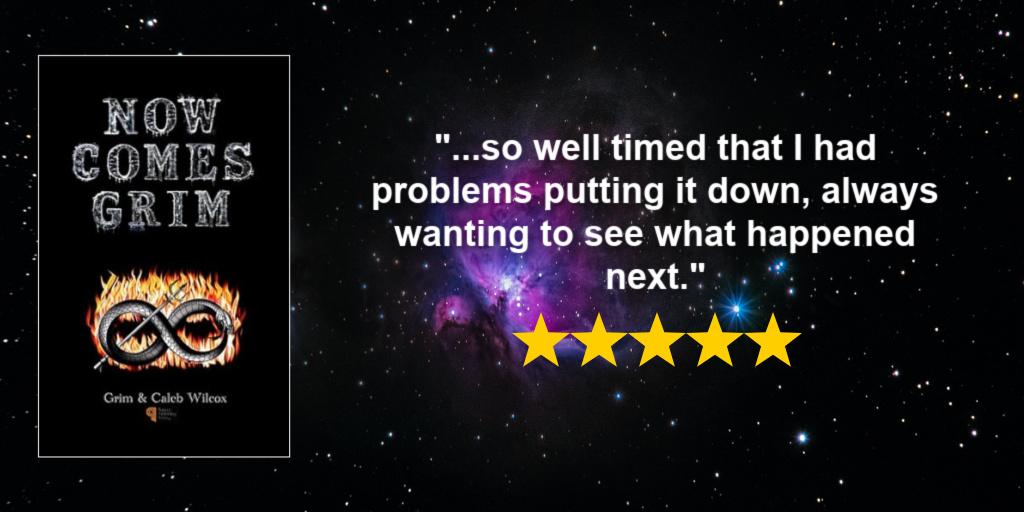 NOW
COMES
GRIM
Grim & Caleb Wilcox
"...so well timed that I had
problems putting it down, always
wanting to see what happened
next."